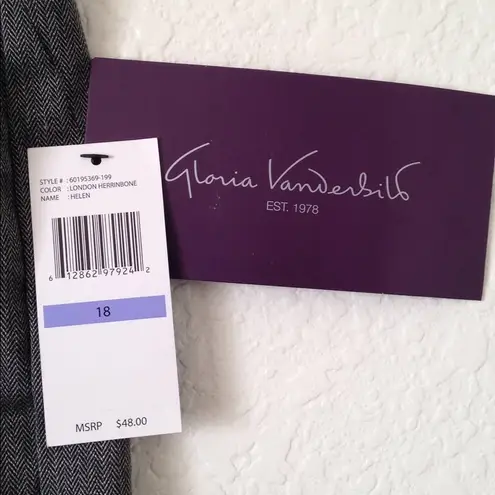 Gloria Vanderbilt
EST. 1978
STYLE # : 60195369-199
COLOR : LONDON HERRINBONE
NAME : HELEN
6 12862 97924 2
18
MSRP $48.00